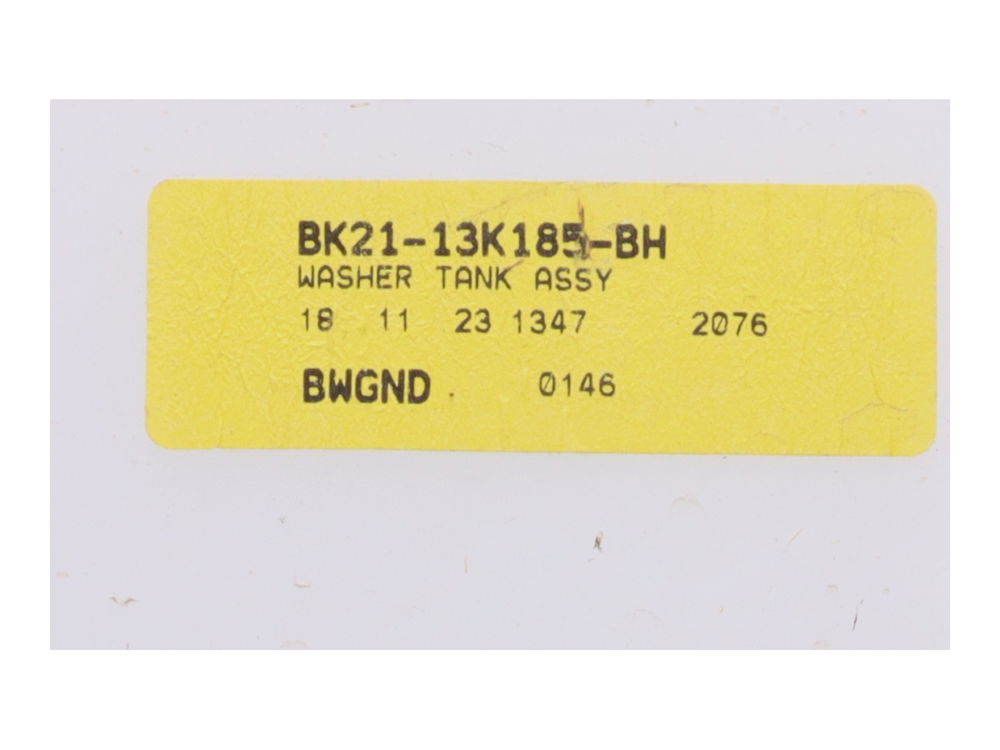 BK21-13K185-BH
WASHER TANK ASSY
18 11 23 1347 2076
BWGND 0146